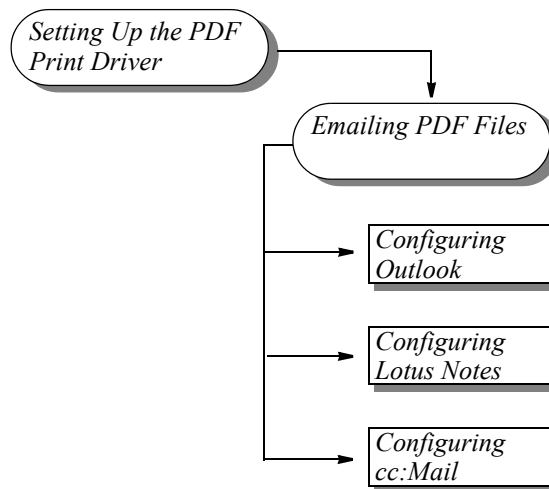 Setting Up the PDF
Print Driver
Emailing PDF Files
Configuring
Outlook
Configuring
Lotus Notes
Configuring
cc:Mail